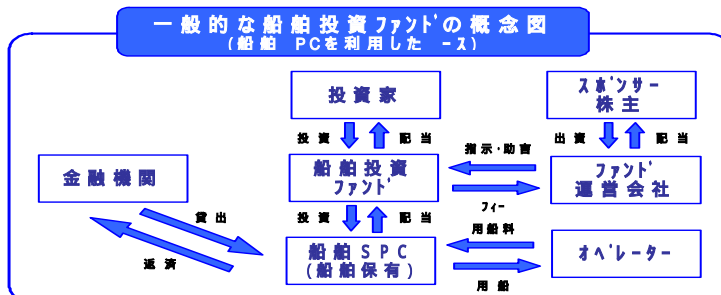 一般的な船舶投資ファンドの概念図
(船舶 PCを利用した ース)
投資家
スポンサー
株主
投資
配当
出資
配当
指示・助言
金融機関
船舶投資
ファンド
ファンド
運営会社
フィー
貸出
投資
配当
用船料
船舶SPC
(船舶保有)
オペレーター
返済
用船